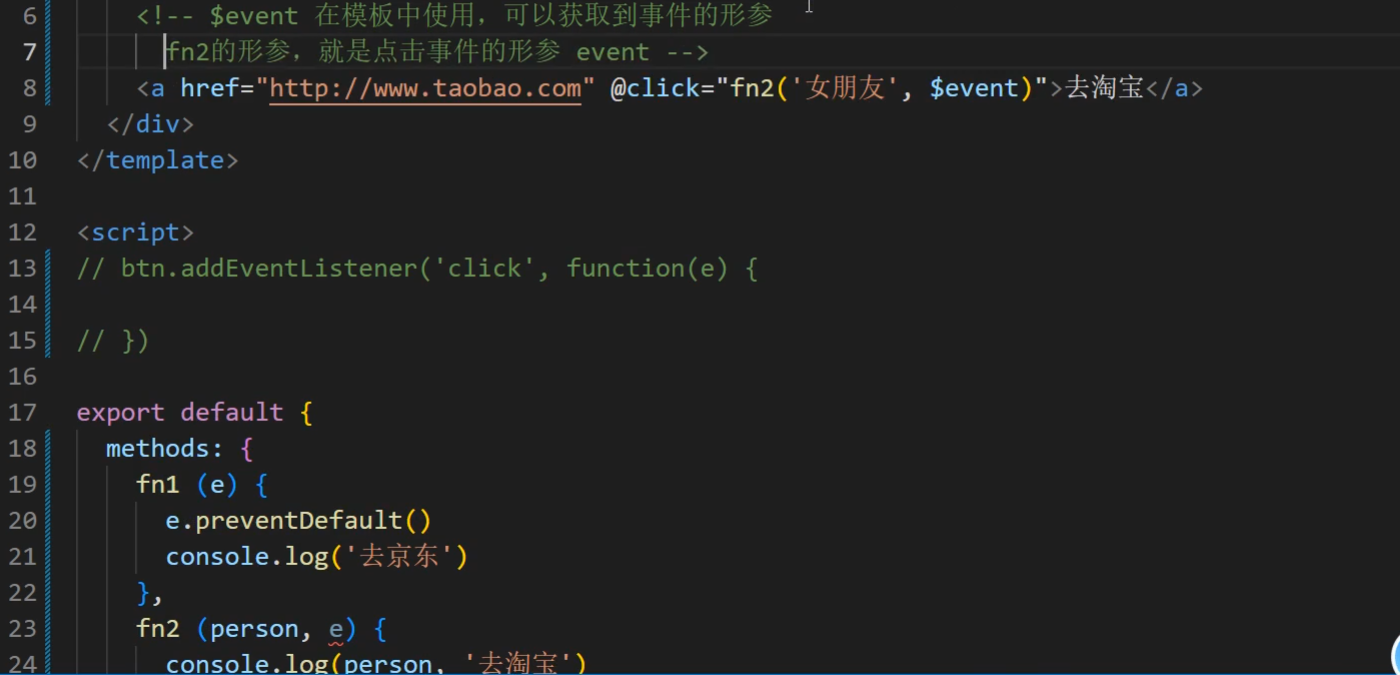 6 <!-- $event 在模板中使用，可以获取到事件的形参
7 fn2的形参，就是点击事件的形参 event -->
8 <a href="http://www.taobao.com" @click="fn2('女朋友', $event)">去淘宝</a>
9 </div>
10 </template>
11
12 <script>
13 // btn.addEventListener('click', function(e) {
14
15 // })
16
17 export default {
18 methods: {
19 fn1 (e) {
20 e.preventDefault()
21 console.log('去京东')
22 },
23 fn2 (person, e) {
24 console.log(person, '去淘宝')